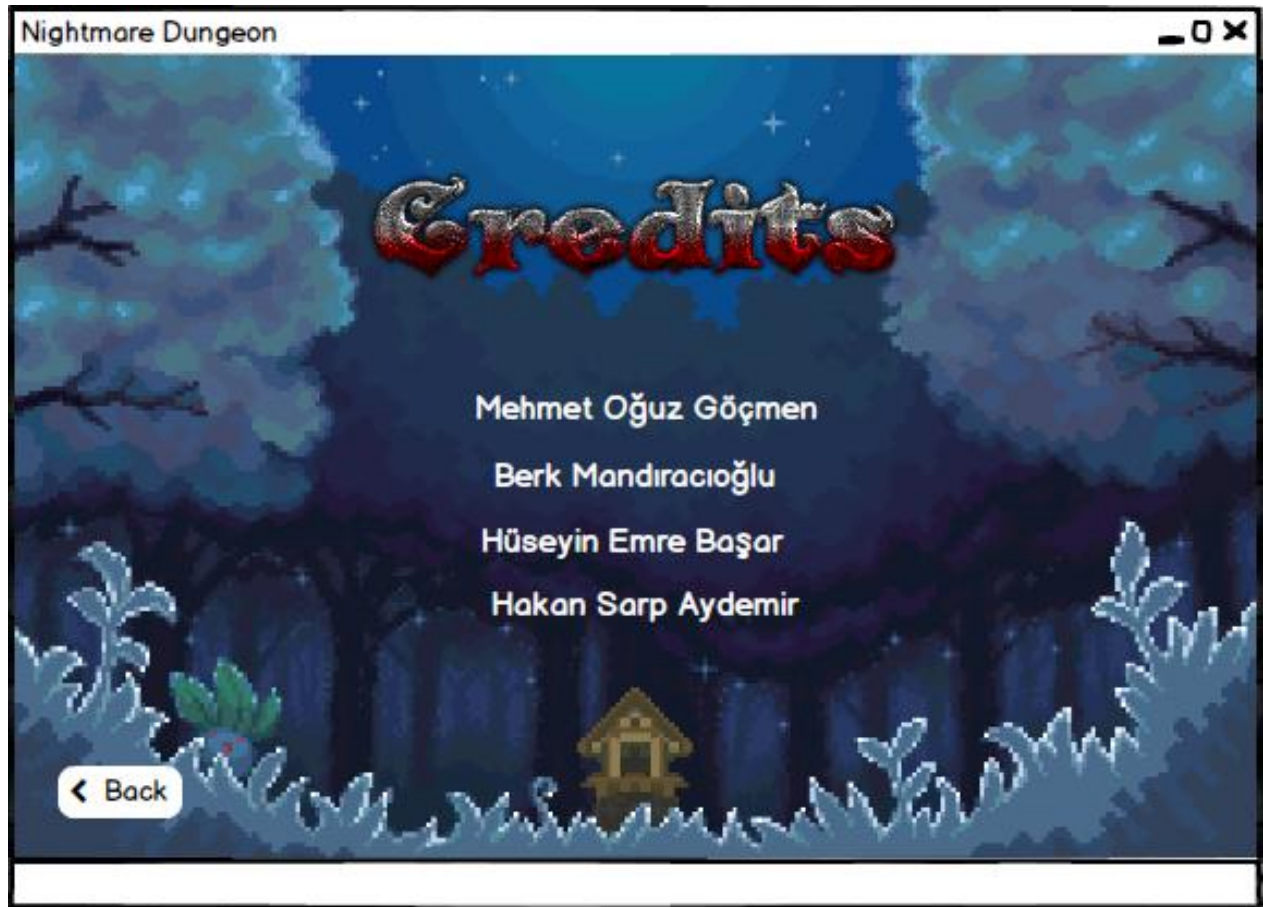 Nightmare Dungeon
Credits
Mehmet Oğuz Göçmen
Berk Mandıracıoğlu
Hüseyin Emre Başar
Hakan Sarp Aydemir
Back